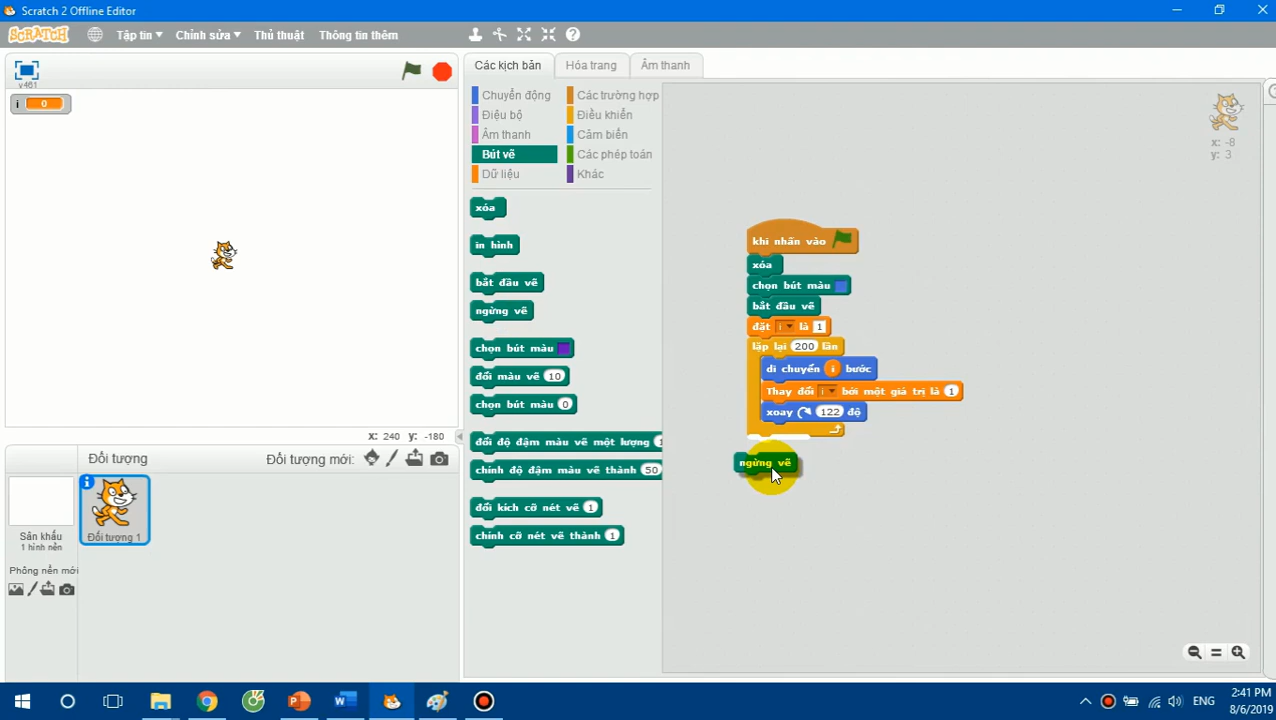 Scratch 2 Offline Editor
SCRATCH Tập tin Chỉnh sửa Thủ thuật Thông tin thêm
v461
i 0
x: 240 y: -180
Đối tượng
Đối tượng mới:
Sân khấu
1 hình nền
Phông nền mới
Đối tượng 1
Các kịch bản Hóa trang Âm thanh
Chuyển động
Điệu bộ
Âm thanh
Bút vẽ
Dữ liệu
Các trường hợp
Điều khiển
Cảm biến
Các phép toán
Khác
xóa
in hình
bắt đầu vẽ
ngừng vẽ
chọn bút màu
đổi màu vẽ 10
chọn bút màu 0
đổi độ đậm màu vẽ một lượng
chỉnh độ đậm màu vẽ thành 50
đổi kích cỡ nét vẽ 1
chỉnh cỡ nét vẽ thành 1
khi nhấn vào
xóa
chọn bút màu
bắt đầu vẽ
đặt i là 1
lặp lại 200 lần
di chuyển i bước
Thay đổi i bởi một giá trị là 1
xoay 122 độ
ngừng vẽ
x: -8
y: 3
ENG
2:41 PM
8/6/2019